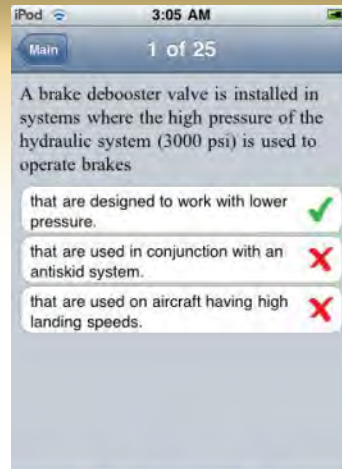 iPod 3:05 AM
Main 1 of 25
A brake debooster valve is installed in
systems where the high pressure of the
hydraulic system (3000 psi) is used to
operate brakes
that are designed to work with lower
pressure.
that are used in conjunction with an
antiskid system.
that are used on aircraft having high
landing speeds.